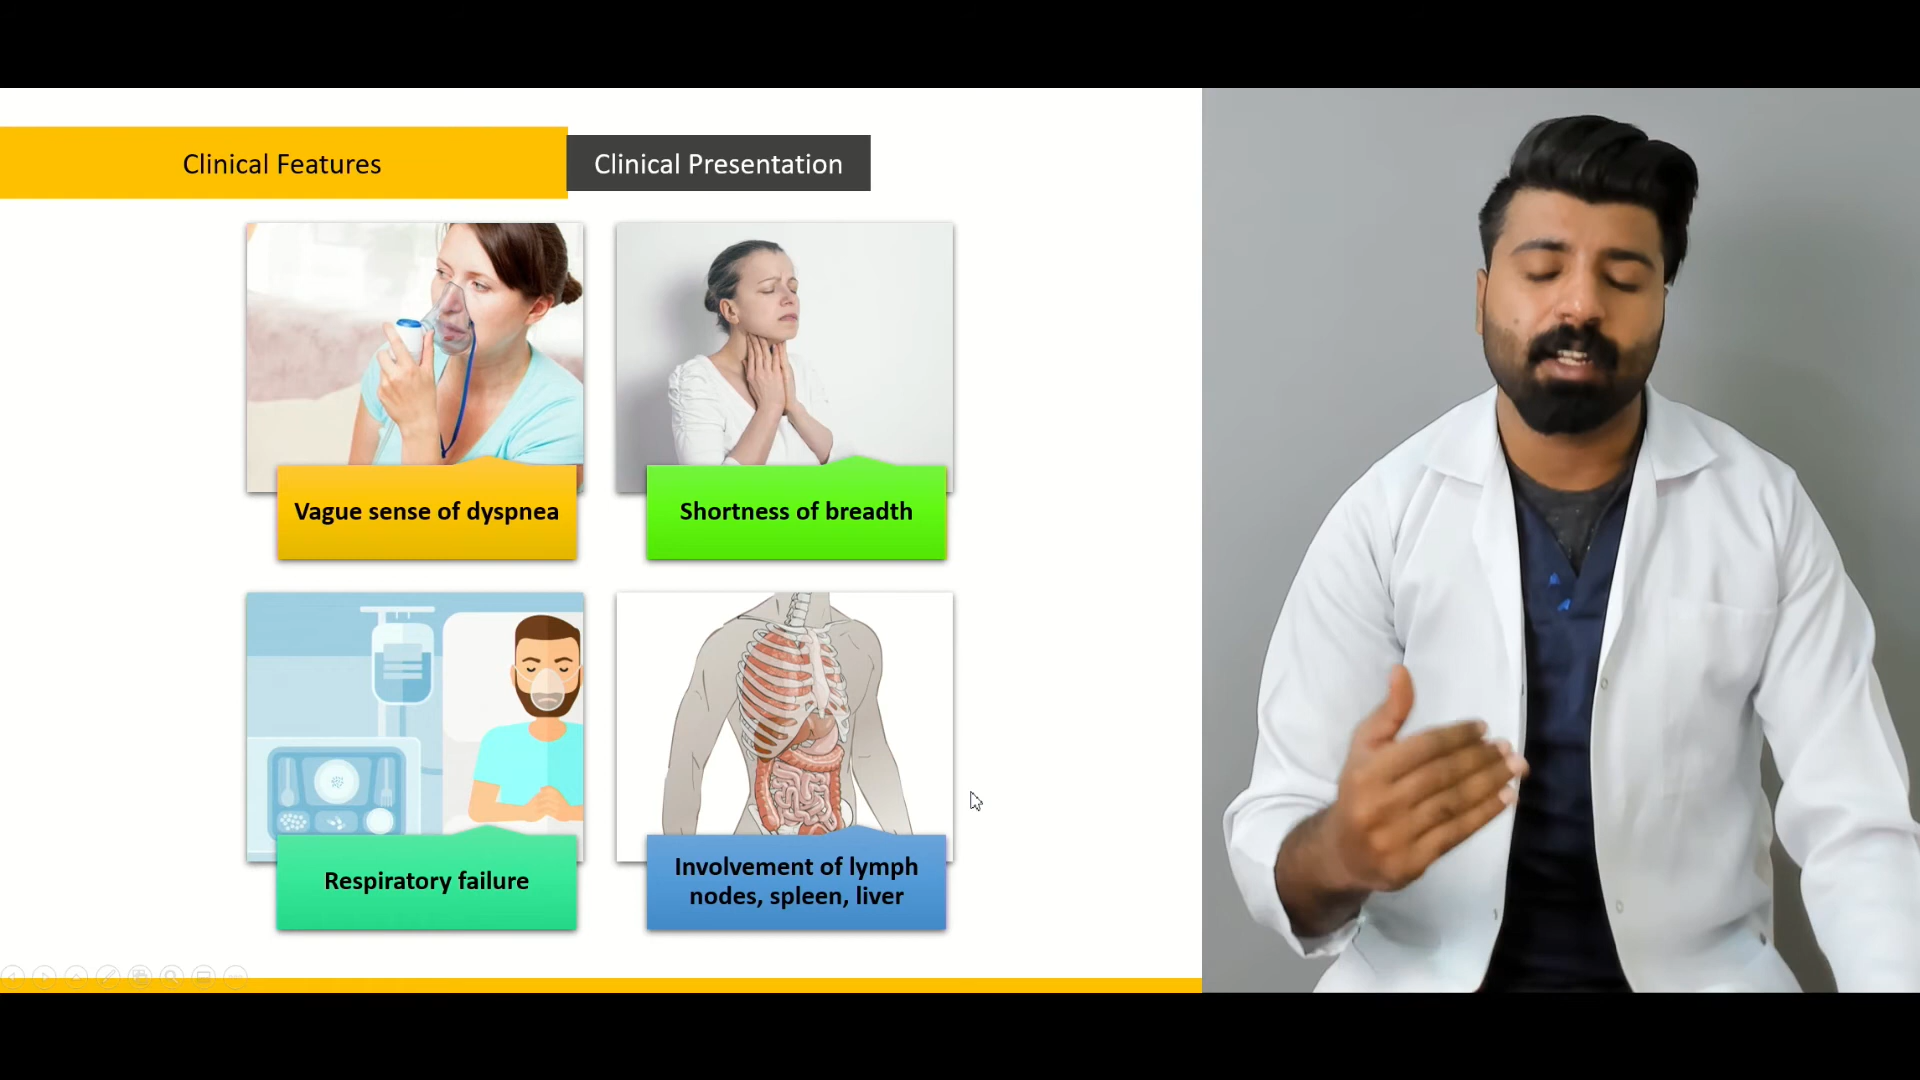 Clinical Features
Clinical Presentation
Vague sense of dyspnea
Shortness of breadth
Respiratory failure
Involvement of lymph
nodes, spleen, liver